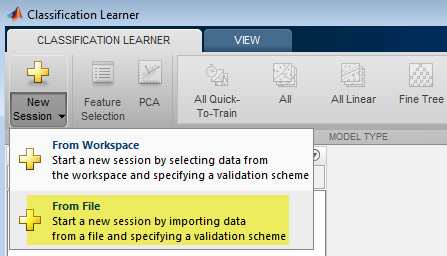 Classification Learner
CLASSIFICATION LEARNER
VIEW
New
Session
Feature
Selection
PCA
All Quick-
To-Train
All
All Linear
Fine Tree
MODEL TYPE
From Workspace
Start a new session by selecting data from
the workspace and specifying a validation scheme
From File
Start a new session by importing data
from a file and specifying a validation scheme